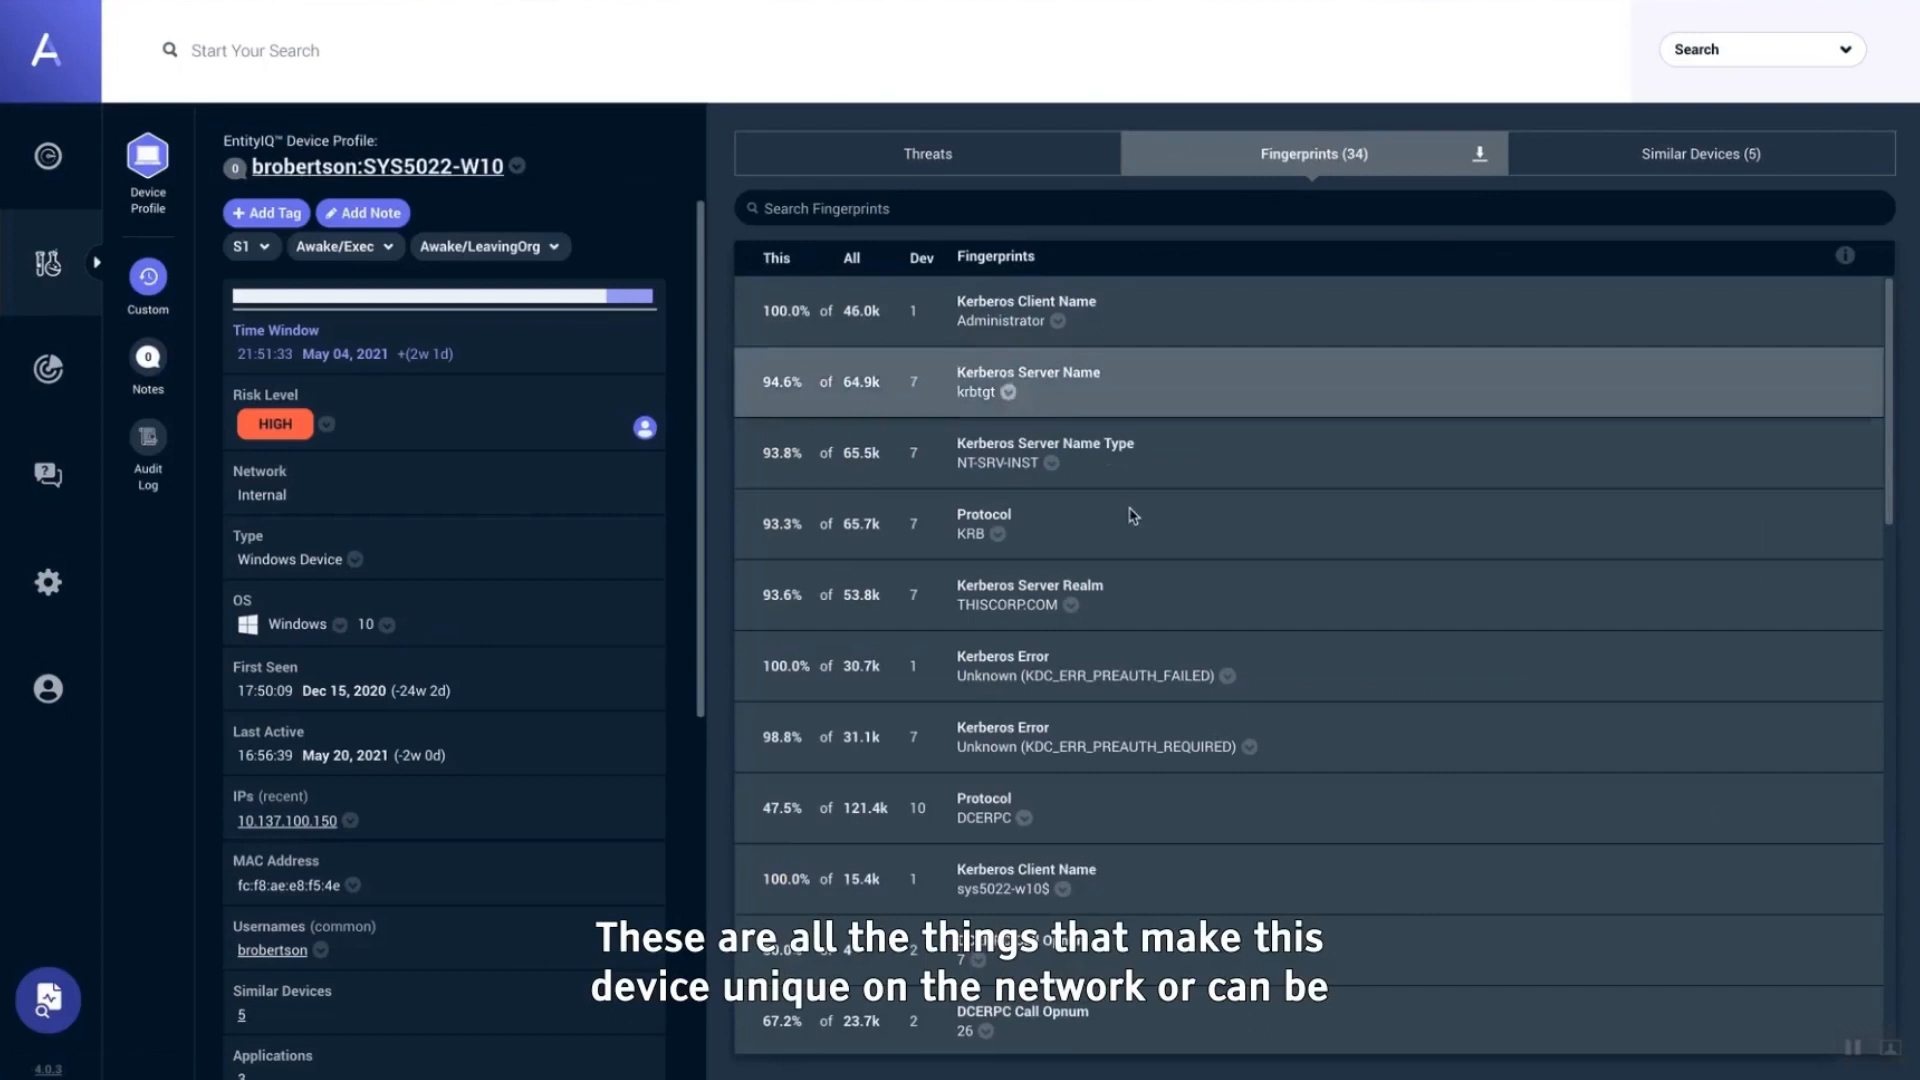 Start Your Search
Search
Device
Profile
Custom
0
Notes
Audit
Log
4.0.3
EntityIQ™ Device Profile:
0 brobertson:SYS5022-W10
+ Add Tag Add Note
S1 Awake/Exec Awake/LeavingOrg
Time Window
21:51:33 May 04, 2021 +(2w 1d)
Risk Level
HIGH
Network
Internal
Type
Windows Device
OS
Windows 10
First Seen
17:50:09 Dec 15, 2020 (-24w 2d)
Last Active
16:56:39 May 20, 2021 (-2w 0d)
IPs (recent)
10.137.100.150
MAC Address
fc:f8:ae:e8:f5:4e
Usernames (common)
brobertson
Similar Devices
5
Applications
Threats Fingerprints (34) Similar Devices (5)
Search Fingerprints
This All Dev Fingerprints
100.0% of 46.0k 1 Kerberos Client Name
Administrator
94.6% of 64.9k 7 Kerberos Server Name
krbtgt
93.8% of 65.5k 7 Kerberos Server Name Type
NT-SRV-INST
93.3% of 65.7k 7 Protocol
KRB
93.6% of 53.8k 7 Kerberos Server Realm
THISCORP.COM
100.0% of 30.7k 1 Kerberos Error
Unknown (KDC_ERR_PREAUTH_FAILED)
98.8% of 31.1k 7 Kerberos Error
Unknown (KDC_ERR_PREAUTH_REQUIRED)
47.5% of 121.4k 10 Protocol
DCERPC
100.0% of 15.4k 1 Kerberos Client Name
sys5022-w10$
2
7
67.2% of 23.7k 2 DCERPC Call Opnum
26
These are all the things that make this
device unique on the network or can be